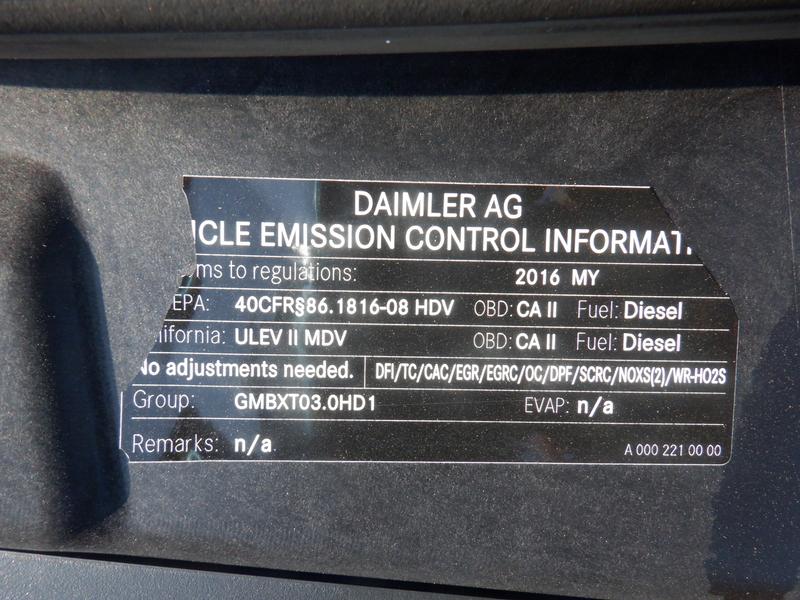 DAIMLER AG
ICLE EMISSION CONTROL INFORMAT
ms to regulations: 2016 MY
EPA: 40CFR§86.1816-08 HDV OBD: CA II Fuel: Diesel
lifornia: ULEV II MDV OBD: CA II Fuel: Diesel
No adjustments needed. DFI/TC/CAC/EGR/EGRC/OC/DPF/SCRC/NOXS(2)/WR-HO2S
Group: GMBXT03.0HD1 EVAP: n/a
Remarks: n/a A 000 221 00 00